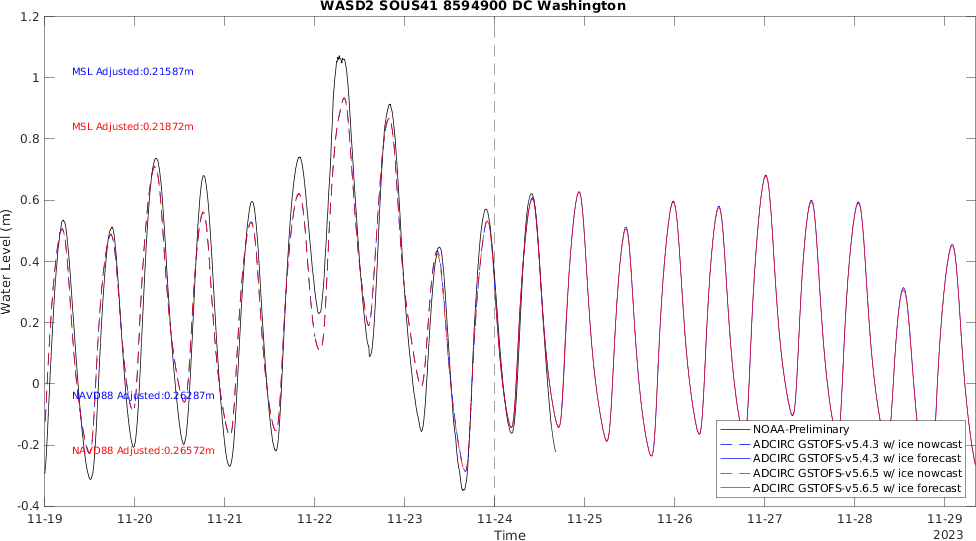 WASD2 SOUS41 8594900 DC Washington
1.2
1
0.8
0.6
0.4
0.2
0
-0.2
-0.4
Water Level (m)
MSL Adjusted:0.21587m
MSL Adjusted:0.21872m
NAVD88 Adjusted:0.26287m
NAVD88 Adjusted:0.26572m
NOAA-Preliminary
ADCIRC GSTOFS-v5.4.3 w/ ice nowcast
ADCIRC GSTOFS-v5.4.3 w/ ice forecast
ADCIRC GSTOFS-v5.6.5 w/ ice nowcast
ADCIRC GSTOFS-v5.6.5 w/ ice forecast
11-19 11-20 11-21 11-22 11-23 11-24 11-25 11-26 11-27 11-28 11-29
2023
Time